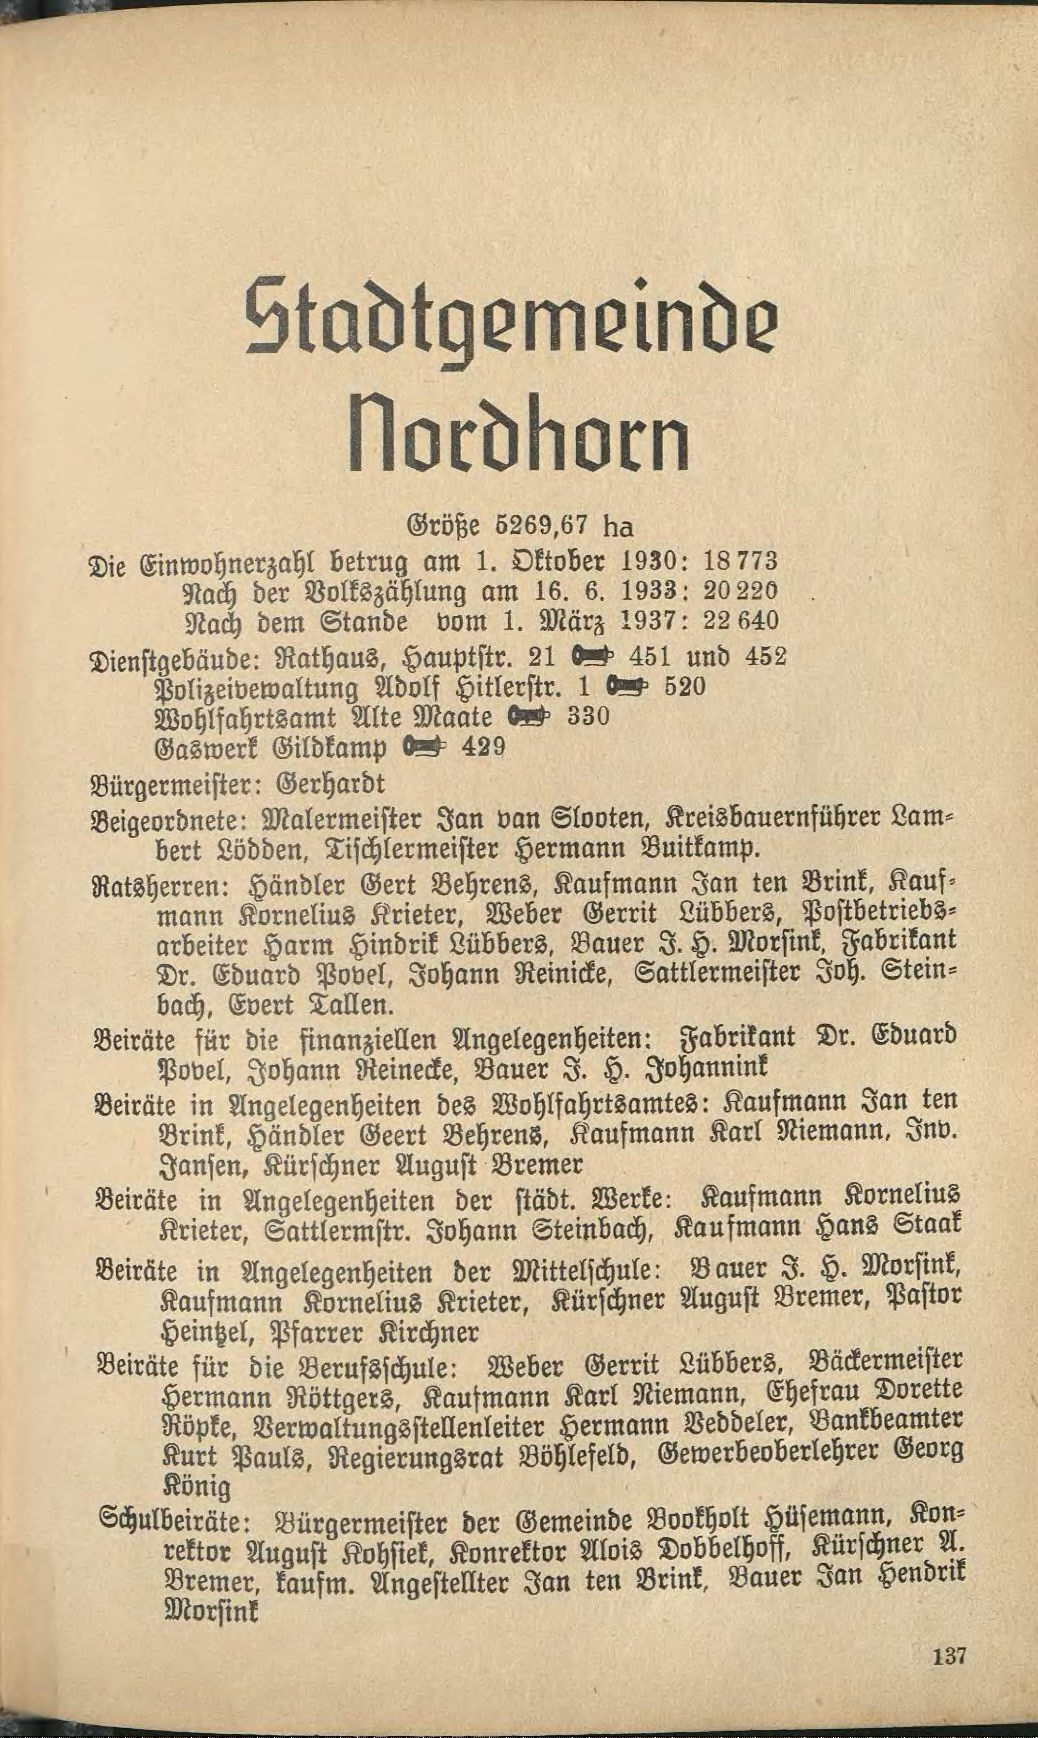 Stadtgemeinde
Nordhorn
Größe 5269,67 ha
Die Einwohnerzahl betrug am 1. Oktober 1930: 18 773
Nach der Volkszählung am 16. 6. 1933: 20 220
Nach dem Stande vom 1. März 1937: 22 640
Dienstgebäude: Rathaus, Hauptstr. 21 451 und 452
Polizeivewaltung Adolf Hitlerstr. 1 520
Wohlfahrtsamt Alte Maate 330
Gaswerk Gildkamp 429
Bürgermeister: Gerhardt
Beigeordnete: Malermeister Jan van Slooten, Kreisbauernführer Lam-
bert Lödden, Tischlermeister Hermann Buitkamp.
Ratsherren: Händler Gert Behrens, Kaufmann Jan ten Brink, Kauf-
mann Kornelius Krieter, Weber Gerrit Lübbers, Postbetriebs-
arbeiter Harm Hindrik Lübbers, Bauer J. H. Morsink, Fabrikant
Dr. Eduard Povel, Johann Reinicke, Sattlermeister Joh. Stein-
bach, Evert Tallen.
Beiräte für die finanziellen Angelegenheiten: Fabrikant Dr. Eduard
Povel, Johann Reinecke, Bauer J. H. Johannink
Beiräte in Angelegenheiten des Wohlfahrtsamtes: Kaufmann Jan ten
Brink, Händler Geert Behrens, Kaufmann Karl Niemann, Inv.
Jansen, Kürschner August Bremer
Beiräte in Angelegenheiten der städt. Werke: Kaufmann Kornelius
Krieter, Sattlermstr. Johann Steinbach, Kaufmann Hans Staak
Beiräte in Angelegenheiten der Mittelschule: Bauer J. H. Morsink,
Kaufmann Kornelius Krieter, Kürschner August Bremer, Pastor
Heintzel, Pfarrer Kirchner
Beiräte für die Berufsschule: Weber Gerrit Lübbers, Bäckermeister
Hermann Röttgers, Kaufmann Karl Niemann, Ehefrau Dorette
Röpke, Verwaltungsstellenleiter Hermann Veddeler, Bankbeamter
Kurt Pauls, Regierungsrat Böhlefeld, Gewerbeoberlehrer Georg
König
Schulbeiräte: Bürgermeister der Gemeinde Bookholt Hüsemann, Kon-
rektor August Kohsiek, Konrektor Alois Dobbelhoff, Kürschner A.
Bremer, kaufm. Angestellter Jan ten Brink, Bauer Jan Hendrik
Morsink
137